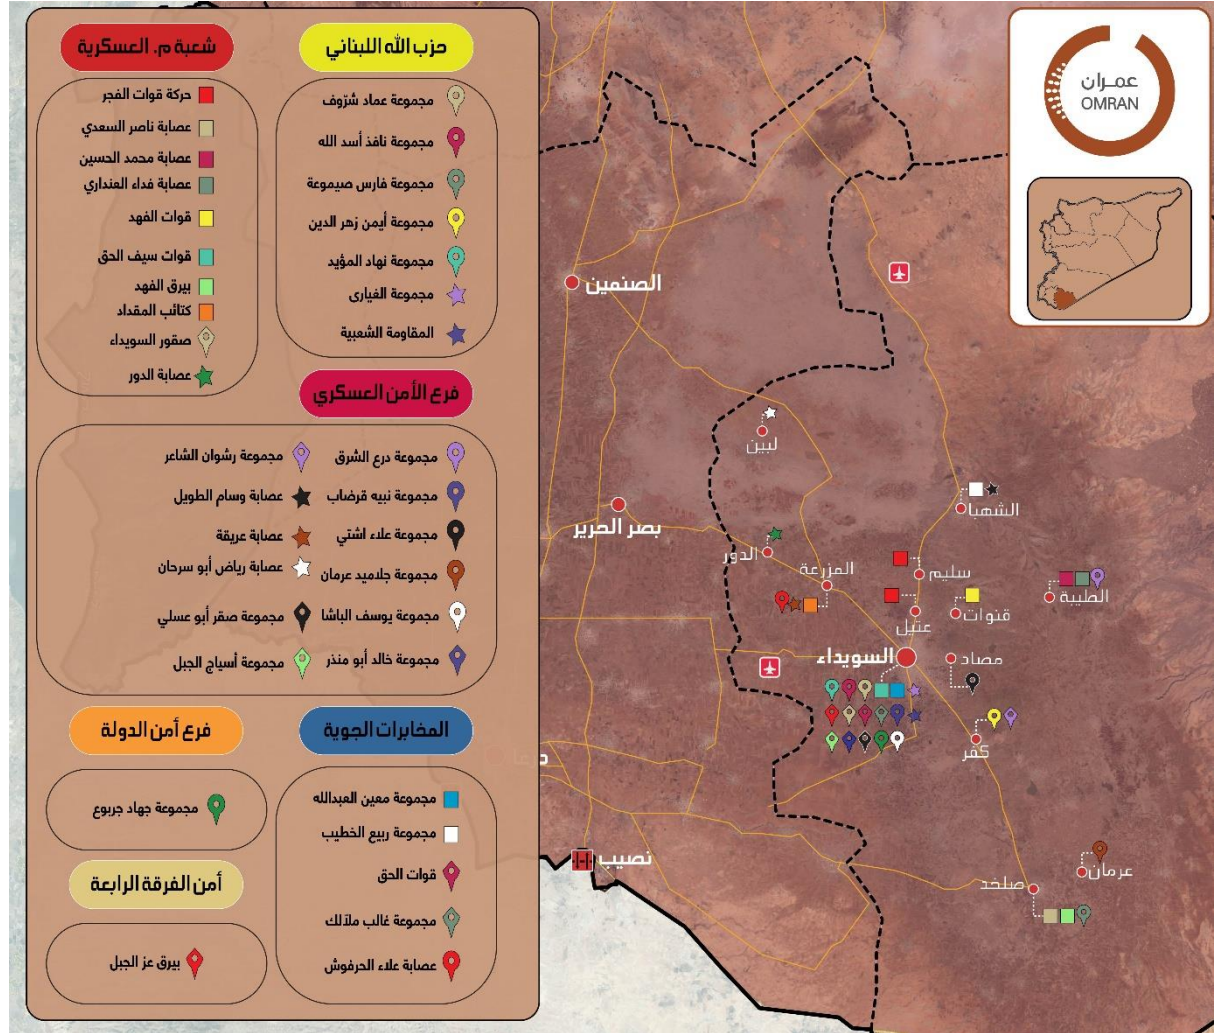 حزب الله اللبناني
مجموعة عماد شرّوف
مجموعة نافذ أسد الله
مجموعة فارس صيموعة
مجموعة أيمن زهر الدين
مجموعة نهاد المؤيد
مجموعة الغيارى
المقاومة الشعبية
شعبة م. العسكرية
حركة قوات الفجر
عصابة ناصر السعدي
عصابة محمد الحسين
عصابة فداء العنداري
قوات الفهد
قوات سيف الحق
بيرق الفهد
كتائب المقداد
صقور السويداء
عصابة الدور
فرع الأمن العسكري
مجموعة درع الشرق
مجموعة نبيه قرضاب
مجموعة علاء اشتي
مجموعة جلاميد عرمان
مجموعة يوسف الباشا
مجموعة خالد أبو منذر
مجموعة رشوان الشاعر
عصابة وسام الطويل
عصابة عريقة
عصابة رياض أبو سرحان
مجموعة صقر أبو عسلي
مجموعة أسياج الجبل
المخابرات الجوية
مجموعة معين العبدالله
مجموعة ربيع الخطيب
قوات الحق
مجموعة غالب ملآلك
عصابة علاء الحرفوش
فرع أمن الدولة
مجموعة جهاد جربوع
أمن الفرقة الرابعة
بيرق عز الجبل
عمـران
OMRAN
الصنمين
لبين
الشهبا
بصر الحرير
الدور
المزرعة
سليم
الطيبة
عتيل
قنوات
السويداء
مصاد
كفر
نصيب
صلخد
عرمان